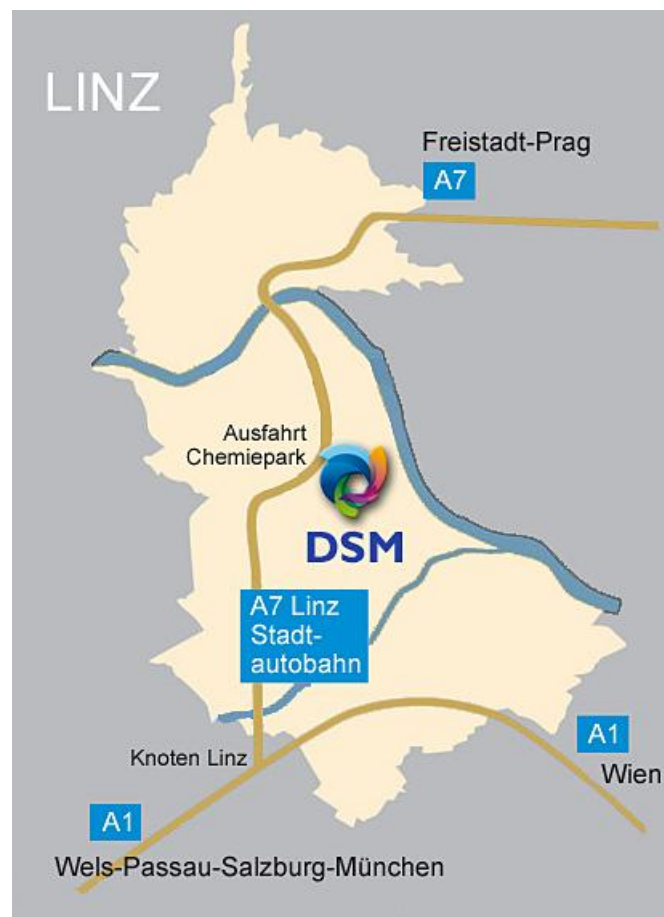 LINZ
Freistadt-Prag
A7
Ausfahrt
Chemiepark
DSM
A7 Linz
Stadt-
autobahn
Knoten Linz
A1
Wien
A1
Wels-Passau-Salzburg-München